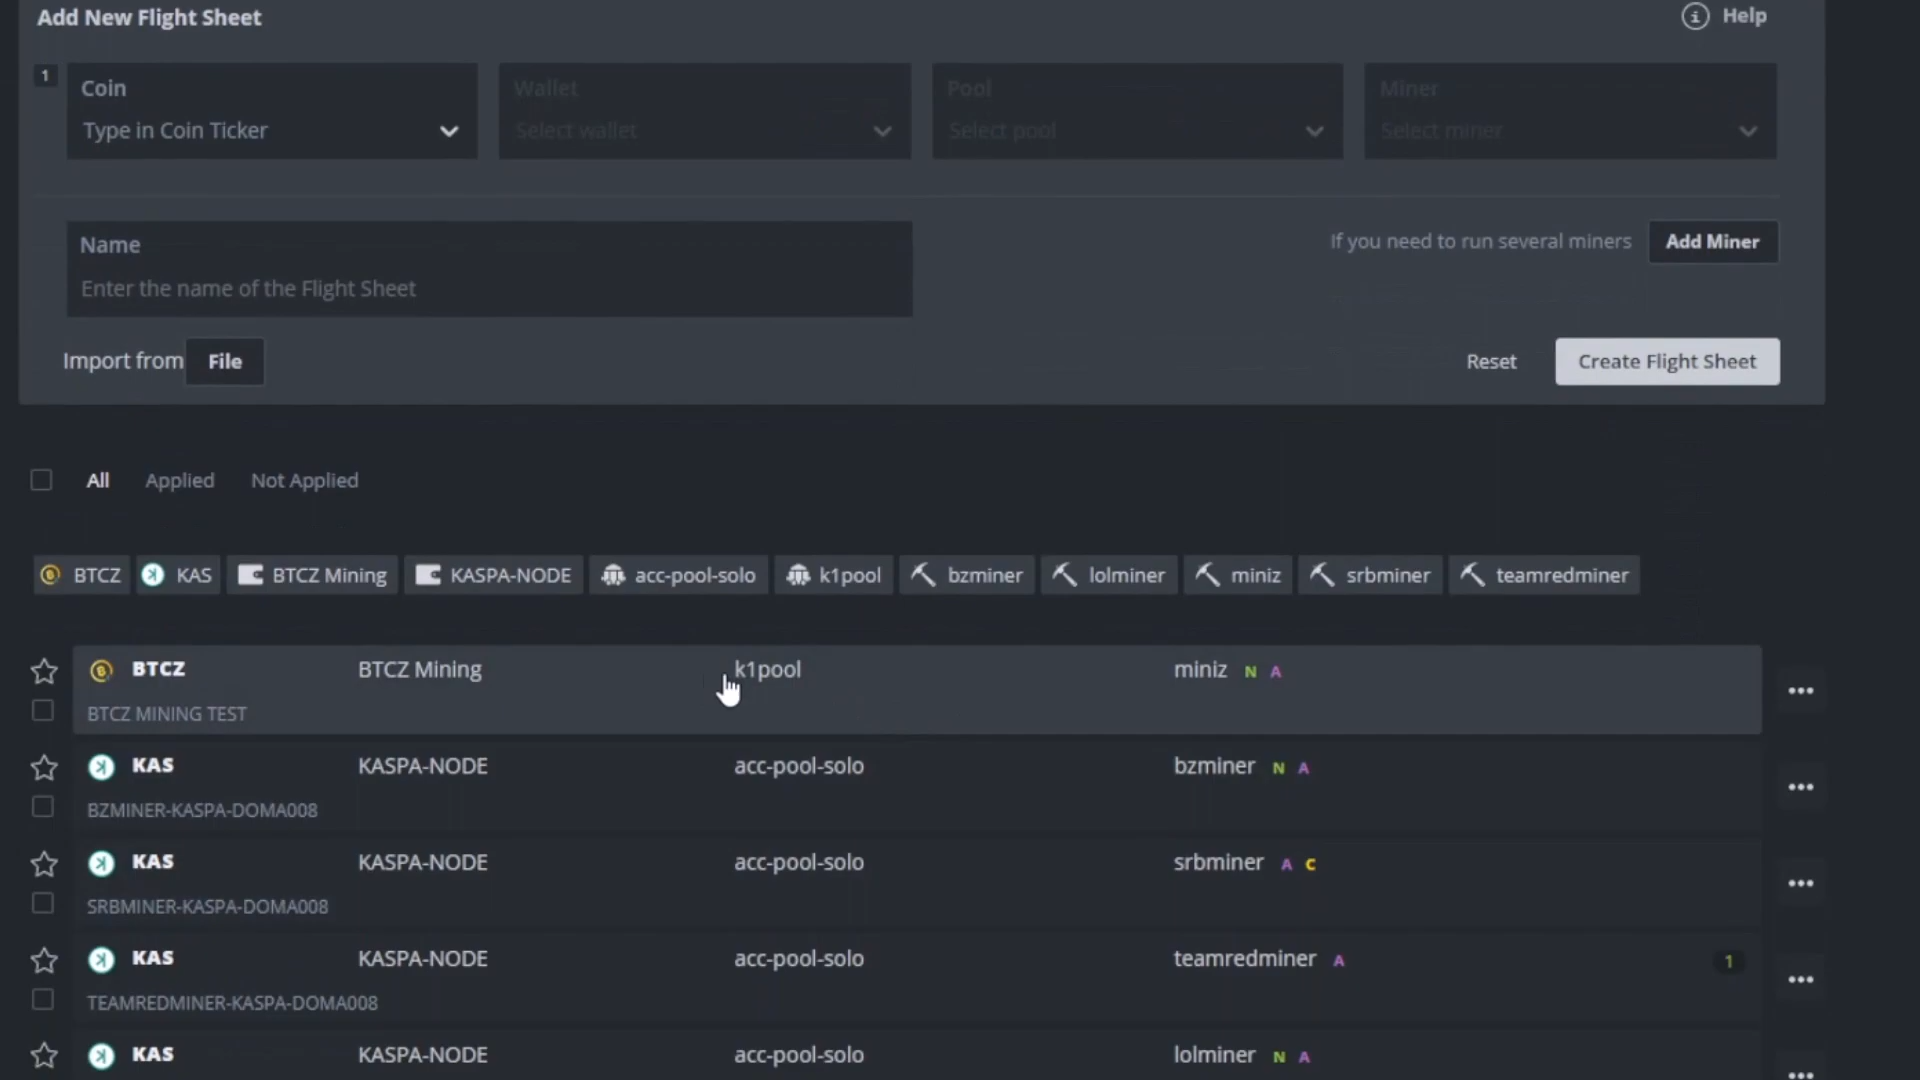 Add New Flight Sheet
Help
1
Coin
Wallet
Pool
Miner
Type in Coin Ticker
Select wallet
Select pool
Select miner
Name
Enter the name of the Flight Sheet
If you need to run several miners Add Miner
Import from File
Reset Create Flight Sheet
All Applied Not Applied
BTCZ KAS BTCZ Mining KASPA-NODE acc-pool-solo k1pool bzminer lolminer miniz srbminer teamredminer
BTCZ BTCZ Mining k1pool miniz N A
BTCZ MINING TEST
KAS KASPA-NODE acc-pool-solo bzminer N A
BZMINER-KASPA-DOMA008
KAS KASPA-NODE acc-pool-solo srbminer A C
SRBMINER-KASPA-DOMA008
KAS KASPA-NODE acc-pool-solo teamredminer A 1
TEAMREDMINER-KASPA-DOMA008
KAS KASPA-NODE acc-pool-solo lolminer N A